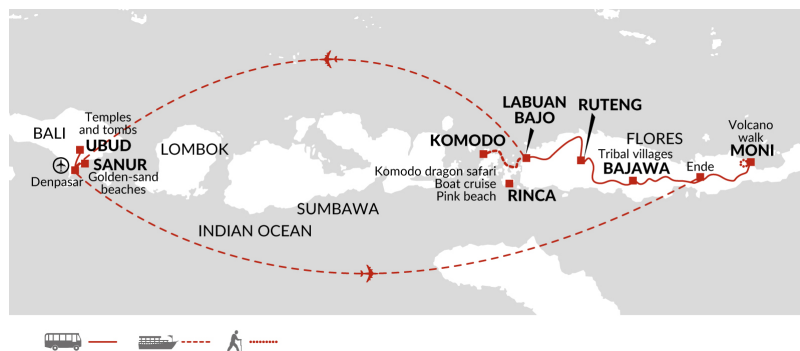 Temples
and tombs
BALI
UBUD
SANUR
Denpasar
Golden-sand
beaches
LOMBOK
SUMBAWA
INDIAN OCEAN
KOMODO
Komodo dragon safari
Boat cruise
Pink beach
RINCA
LABUAN
BAJO
RUTENG
FLORES
Tribal villages
BAJAWA
Ende
Volcano
walk
MONI